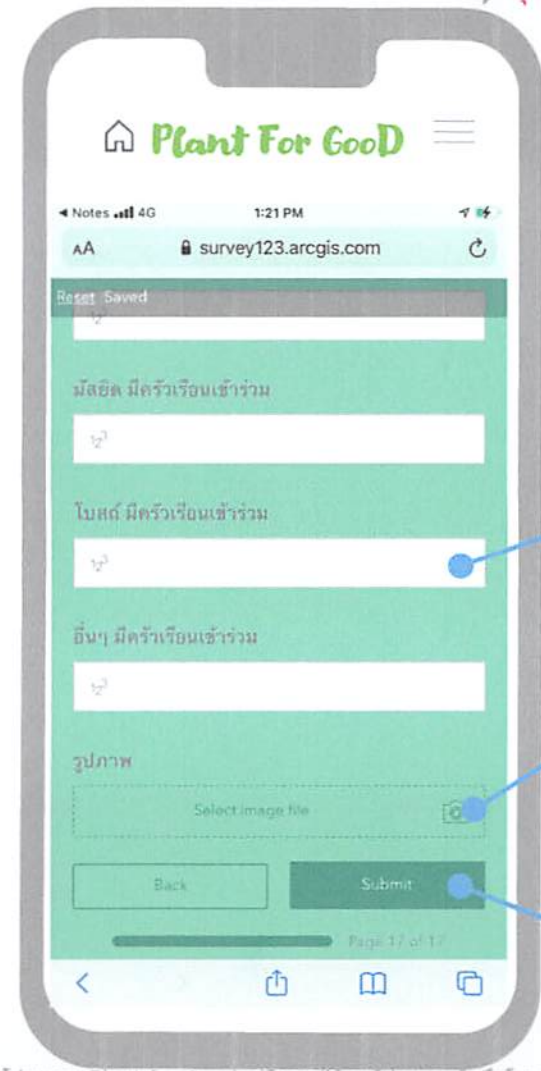 Plant For GooD
Notes 4G 1:21 PM
AA survey123.arcgis.com
Reset Saved
มัสยิด มีครัวเรือนเข้าร่วม
โบสถ์ มีครัวเรือนเข้าร่วม
อื่นๆ มีครัวเรือนเข้าร่วม
รูปภาพ
Select image file
Back Submit
Page 17 of 17